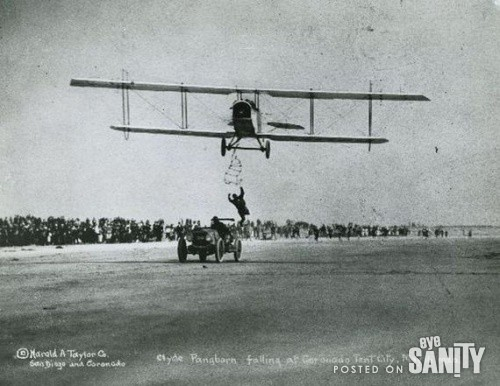 © Harold A Taylor Co.
San Diego and Coronado
Clyde Pangborn falling at Coronado Tent City,
eye
SANITY
POSTED ON